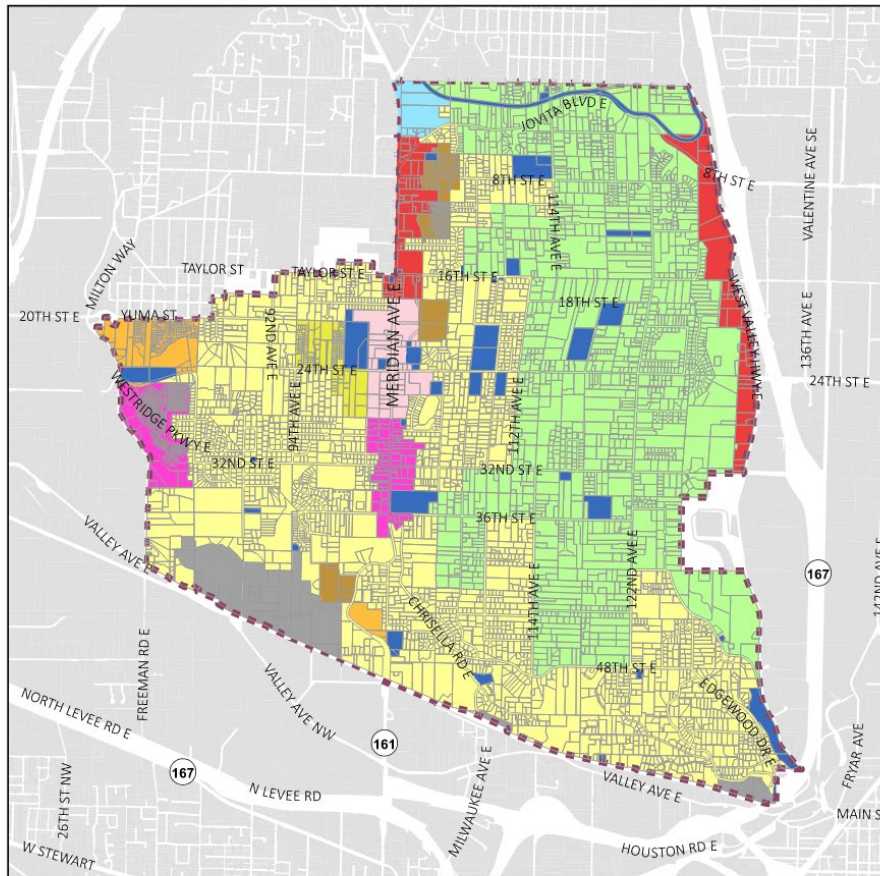 JOVITA BLVD E
8TH ST E
8TH ST E
VALENTINE AVE SE
114TH AVE E
MILTON WAY
TAYLOR ST
TAYLOR ST E
16TH ST E
MERIDIAN AVE E
18TH ST E
WEST VALLEY HWY E
20TH ST E
YUMA ST
92ND AVE E
136TH AVE E
24TH ST E
24TH ST E
WESTRIDGE PKWY E
94TH AVE E
112TH AVE E
32ND ST E
32ND ST E
36TH ST E
VALLEY AVE E
122ND AVE E
114TH AVE E
167
142ND AVE E
CHRISELLA RD E
48TH ST E
EDGEWOOD DR E
FREEMAN RD E
VALLEY AVE NW
NORTH LEVEE RD E
161
167
26TH ST NW
N LEVEE RD
MILWAUKEE AVE E
VALLEY AVE E
FRYAR AVE
MAIN S
HOUSTON RD E
W STEWART